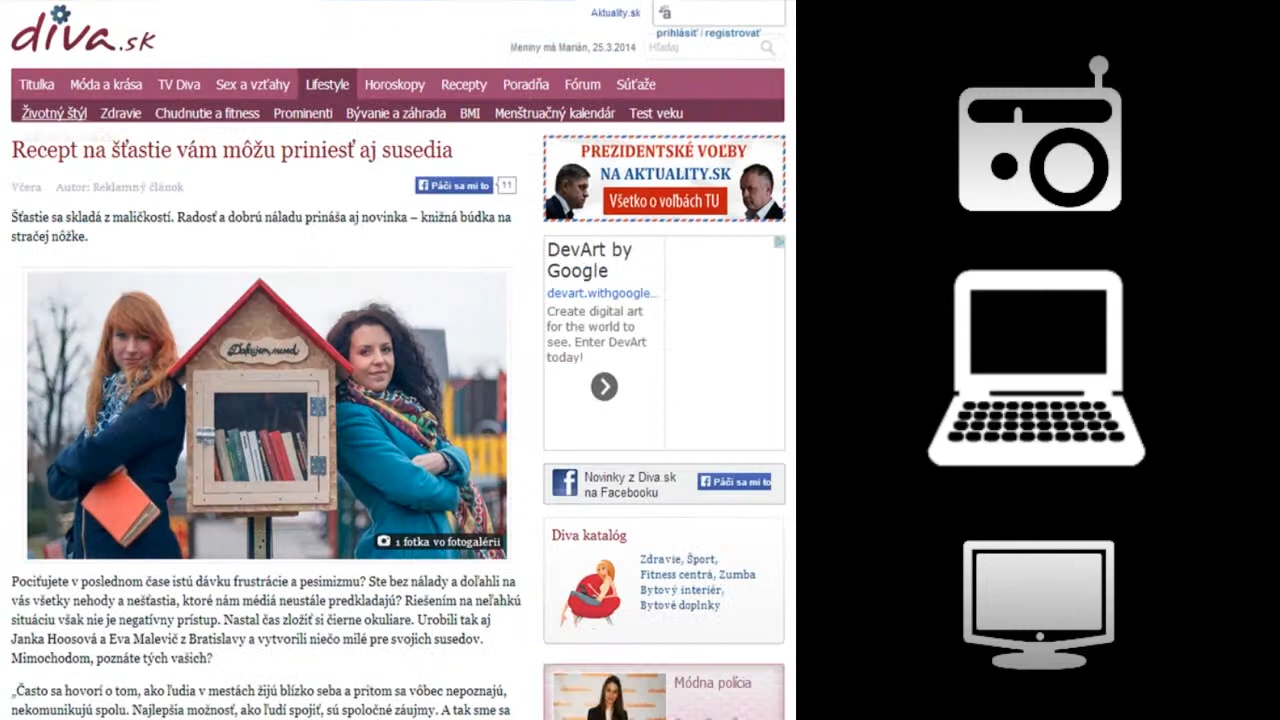 diva.sk
Aktuality.sk
prihlásiť / registrovať
Meniny má Marián, 25.3.2014
Hľadaj
Titulka Móda a krása TV Diva Sex a vzťahy Lifestyle Horoskopy Recepty Poradňa Fórum Súťaže
Životný štýl Zdravie Chudnutie a fitness Prominenti Bývanie a záhrada BMI Menštruačný kalendár Test veku
Recept na šťastie vám môžu priniesť aj susedia
Včera Autor: Reklamný článok
Páči sa mi to 11
Šťastie sa skladá z maličkostí. Radosť a dobrú náladu prináša aj novinka – knižná búdka na
stračej nôžke.
Ďakujem, sused
1 fotka vo fotogalérii
Pociťujete v poslednom čase istú dávku frustrácie a pesimizmu? Ste bez nálady a doľahli na
vás všetky nehody a nešťastia, ktoré nám médiá neustále predkladajú? Riešením na neľahkú
situáciu však nie je negatívny prístup. Nastal čas zložiť si čierne okuliare. Urobili tak aj
Janka Hoosová a Eva Malevič z Bratislavy a vytvorili niečo milé pre svojich susedov.
Mimochodom, poznáte tých vašich?
„Často sa hovorí o tom, ako ľudia v mestách žijú blízko seba a pritom sa vôbec nepoznajú,
nekomunikujú spolu. Najlepšia možnosť, ako ľudí spojiť, sú spoločné záujmy. A tak sme sa
PREZIDENTSKÉ VOĽBY
NA AKTUALITY.SK
Všetko o voľbách TU
DevArt by
Google
devart.withgoogle...
Create digital art
for the world to
see. Enter DevArt
today!
Novinky z Diva.sk
na Facebooku
Páči sa mi to
Diva katalóg
Zdravie, Šport,
Fitness centrá, Zumba
Bytový interiér,
Bytové doplnky
Módna polícia